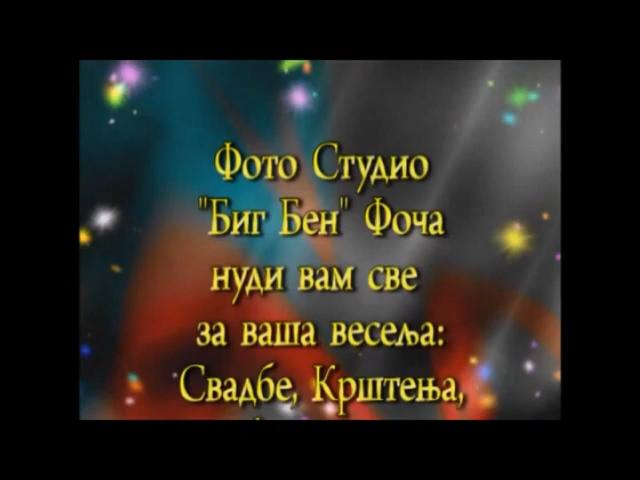 Фото Студио
"Биг Бен" Фоча
нуди вам све
за ваша весеља:
Свадбе, Крштења,